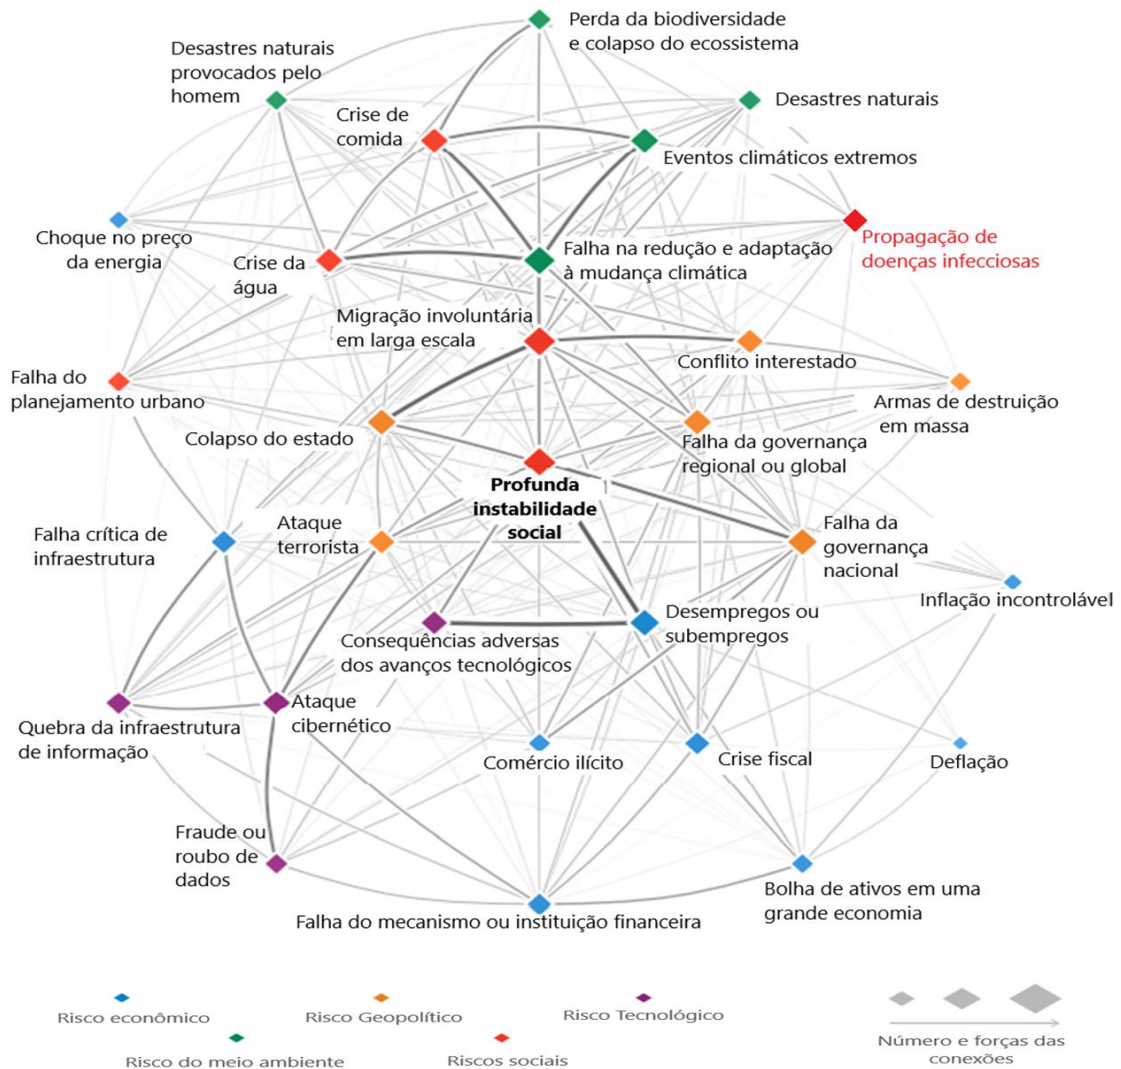 Perda da biodiversidade
e colapso do ecossistema
Desastres naturais
provocados pelo
homem
Desastres naturais
Crise de
comida
Eventos climáticos extremos
Choque no preço
da energia
Propagação de
doenças infecciosas
Crise da
água
Falha na redução e adaptação
à mudança climática
Migração involuntária
em larga escala
Conflito interestado
Falha do
planejamento urbano
Armas de destruição
em massa
Colapso do estado
Falha da governança
regional ou global
Profunda
instabilidade
social
Falha crítica de
infraestrutura
Ataque
terrorista
Falha da
governança
nacional
Inflação incontrolável
Desempregos ou
subempregos
Consequências adversas
dos avanços tecnológicos
Quebra da infraestrutura
de informação
Ataque
cibernético
Comércio ilícito
Crise fiscal
Deflação
Fraude ou
roubo de
dados
Bolha de ativos em uma
grande economia
Falha do mecanismo ou instituição financeira
Risco econômico
Risco Geopolítico
Risco Tecnológico
Risco do meio ambiente
Riscos sociais
Número e forças das
conexões